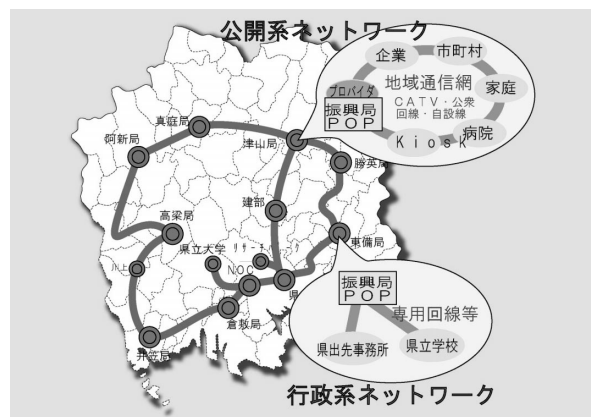 公開系ネットワーク
企業
市町村
家庭
病院
Kiosk
プロバイダ
地域通信網
CATV・公衆
回線・自設線
振興局
POP
真庭局
阿新局
津山局
勝英局
建部
高梁局
県立大学
川上
NOC
東備局
倉敷局
井笠局
振興局
POP
専用回線等
県出先事務所
県立学校
行政系ネットワーク